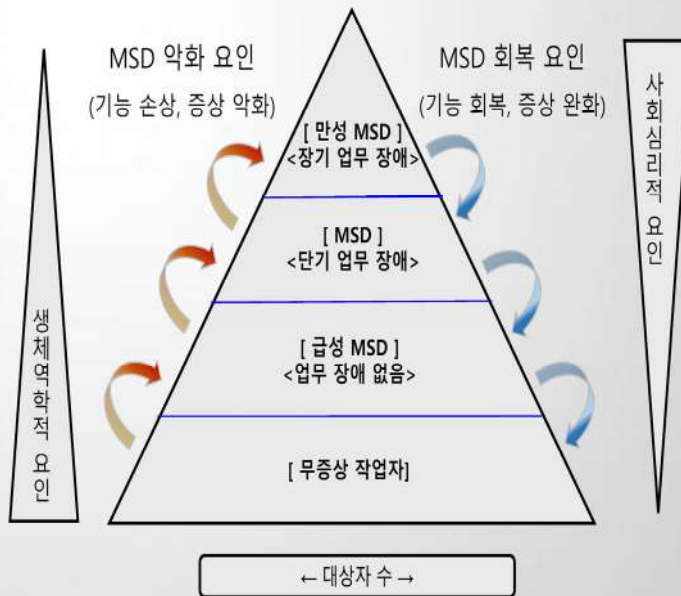 MSD 악화 요인
(기능 손상, 증상 악화)
MSD 회복 요인
(기능 회복, 증상 완화)
[ 만성 MSD ]
<장기 업무 장애>
[ MSD ]
<단기 업무 장애>
[ 급성 MSD ]
<업무 장애 없음>
[ 무증상 작업자]
생체역학적 요인
사회심리적 요인
← 대상자 수 →